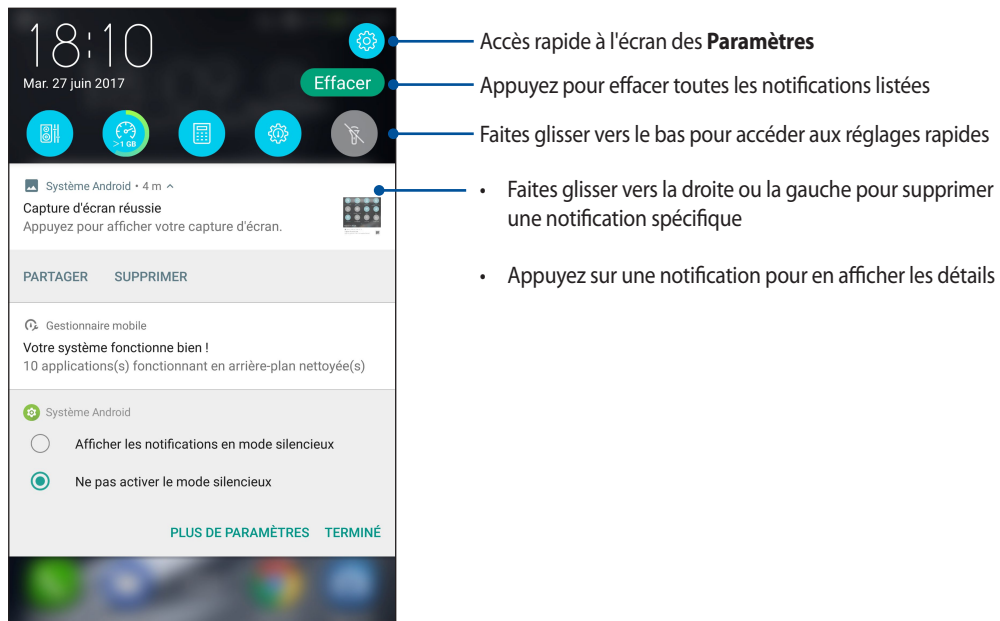 18:10
Mar. 27 juin 2017
Effacer
>1 GB
Système Android • 4 m
Capture d'écran réussie
Appuyez pour afficher votre capture d'écran.
PARTAGER SUPPRIMER
Gestionnaire mobile
Votre système fonctionne bien !
10 applications(s) fonctionnant en arrière-plan nettoyée(s)
Système Android
Afficher les notifications en mode silencieux
Ne pas activer le mode silencieux
PLUS DE PARAMÈTRES TERMINÉ
Accès rapide à l'écran des Paramètres
Appuyez pour effacer toutes les notifications listées
Faites glisser vers le bas pour accéder aux réglages rapides
• Faites glisser vers la droite ou la gauche pour supprimer
une notification spécifique
• Appuyez sur une notification pour en afficher les détails